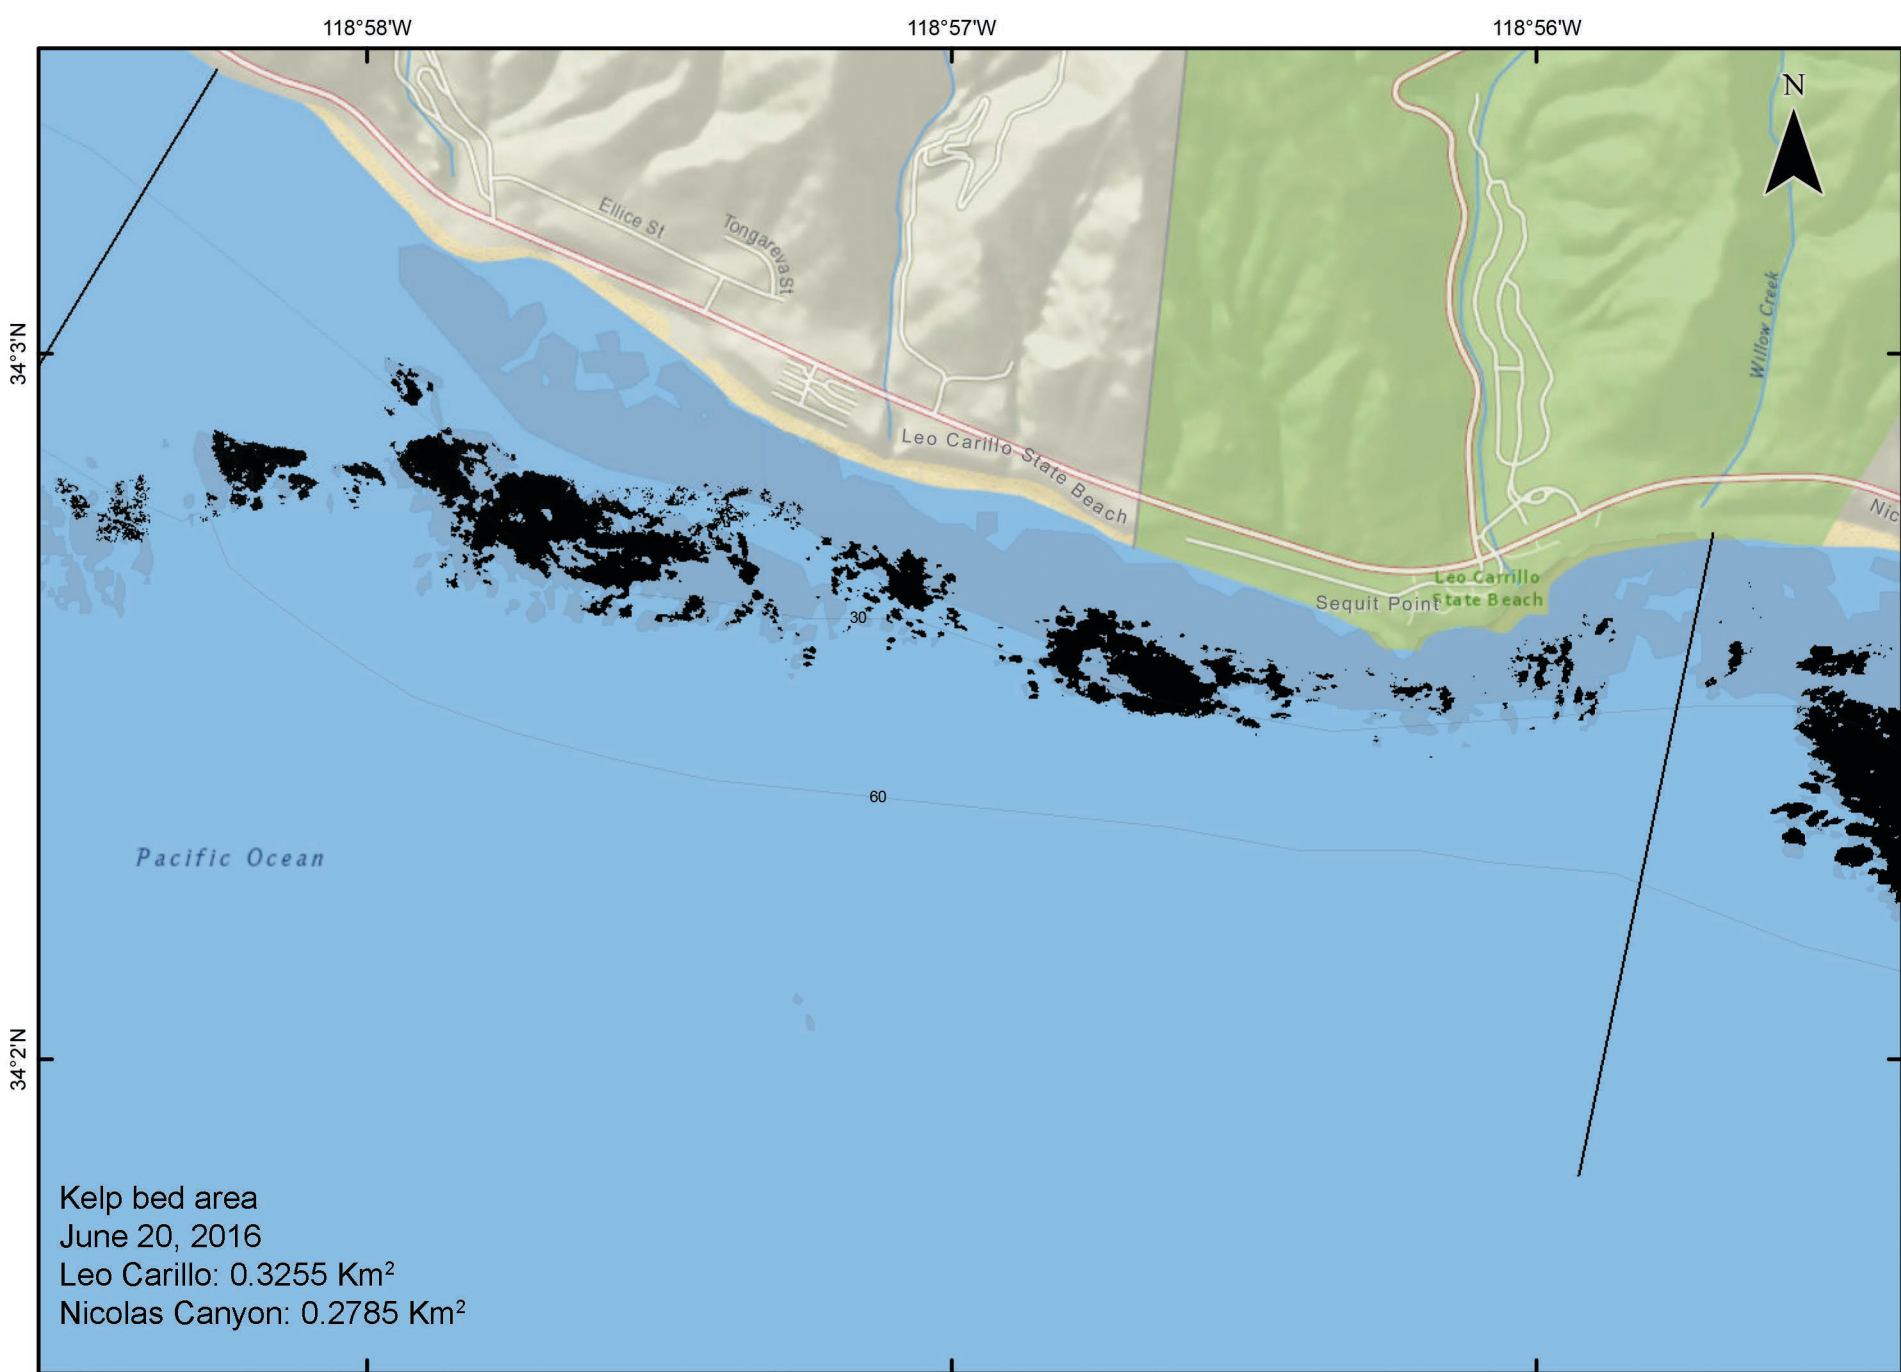 118°58'W
118°57'W
118°56'W
N
Ellice St
Tongareva St
Willow Creek
34°3'N
Leo Carillo State Beach
Nic
Leo Carrillo
State Beach
Sequit Point
30
60
Pacific Ocean
34°2'N
Kelp bed area
June 20, 2016
Leo Carillo: 0.3255 Km²
Nicolas Canyon: 0.2785 Km²